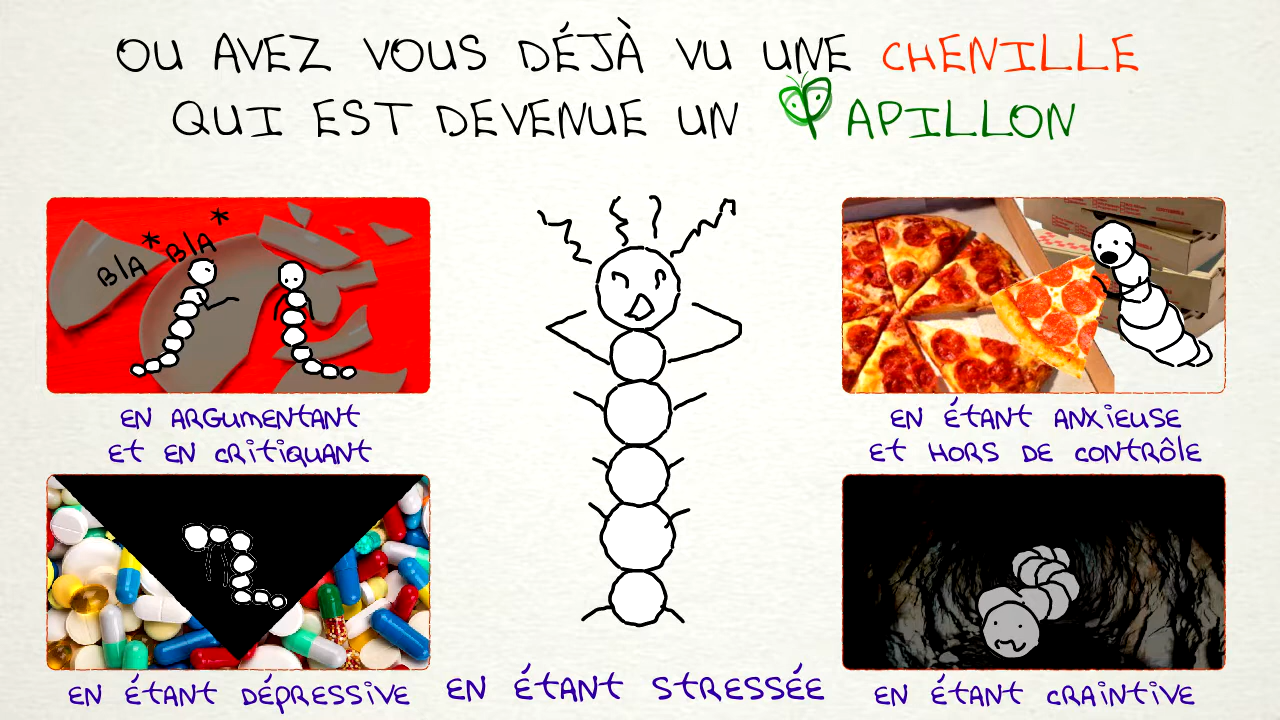 OU AVEZ VOUS DÉJÀ VU UNE CHENILLE
QUI EST DEVENUE UN PAPILLON
BlA * BlA *
EN ARGUMENTANT
ET EN CRITIQUANT
EN ÉTANT ANXIEUSE
ET HORS DE CONTRÔLE
EN ÉTANT DÉPRESSIVE
EN ÉTANT STRESSÉE
EN ÉTANT CRAINTIVE